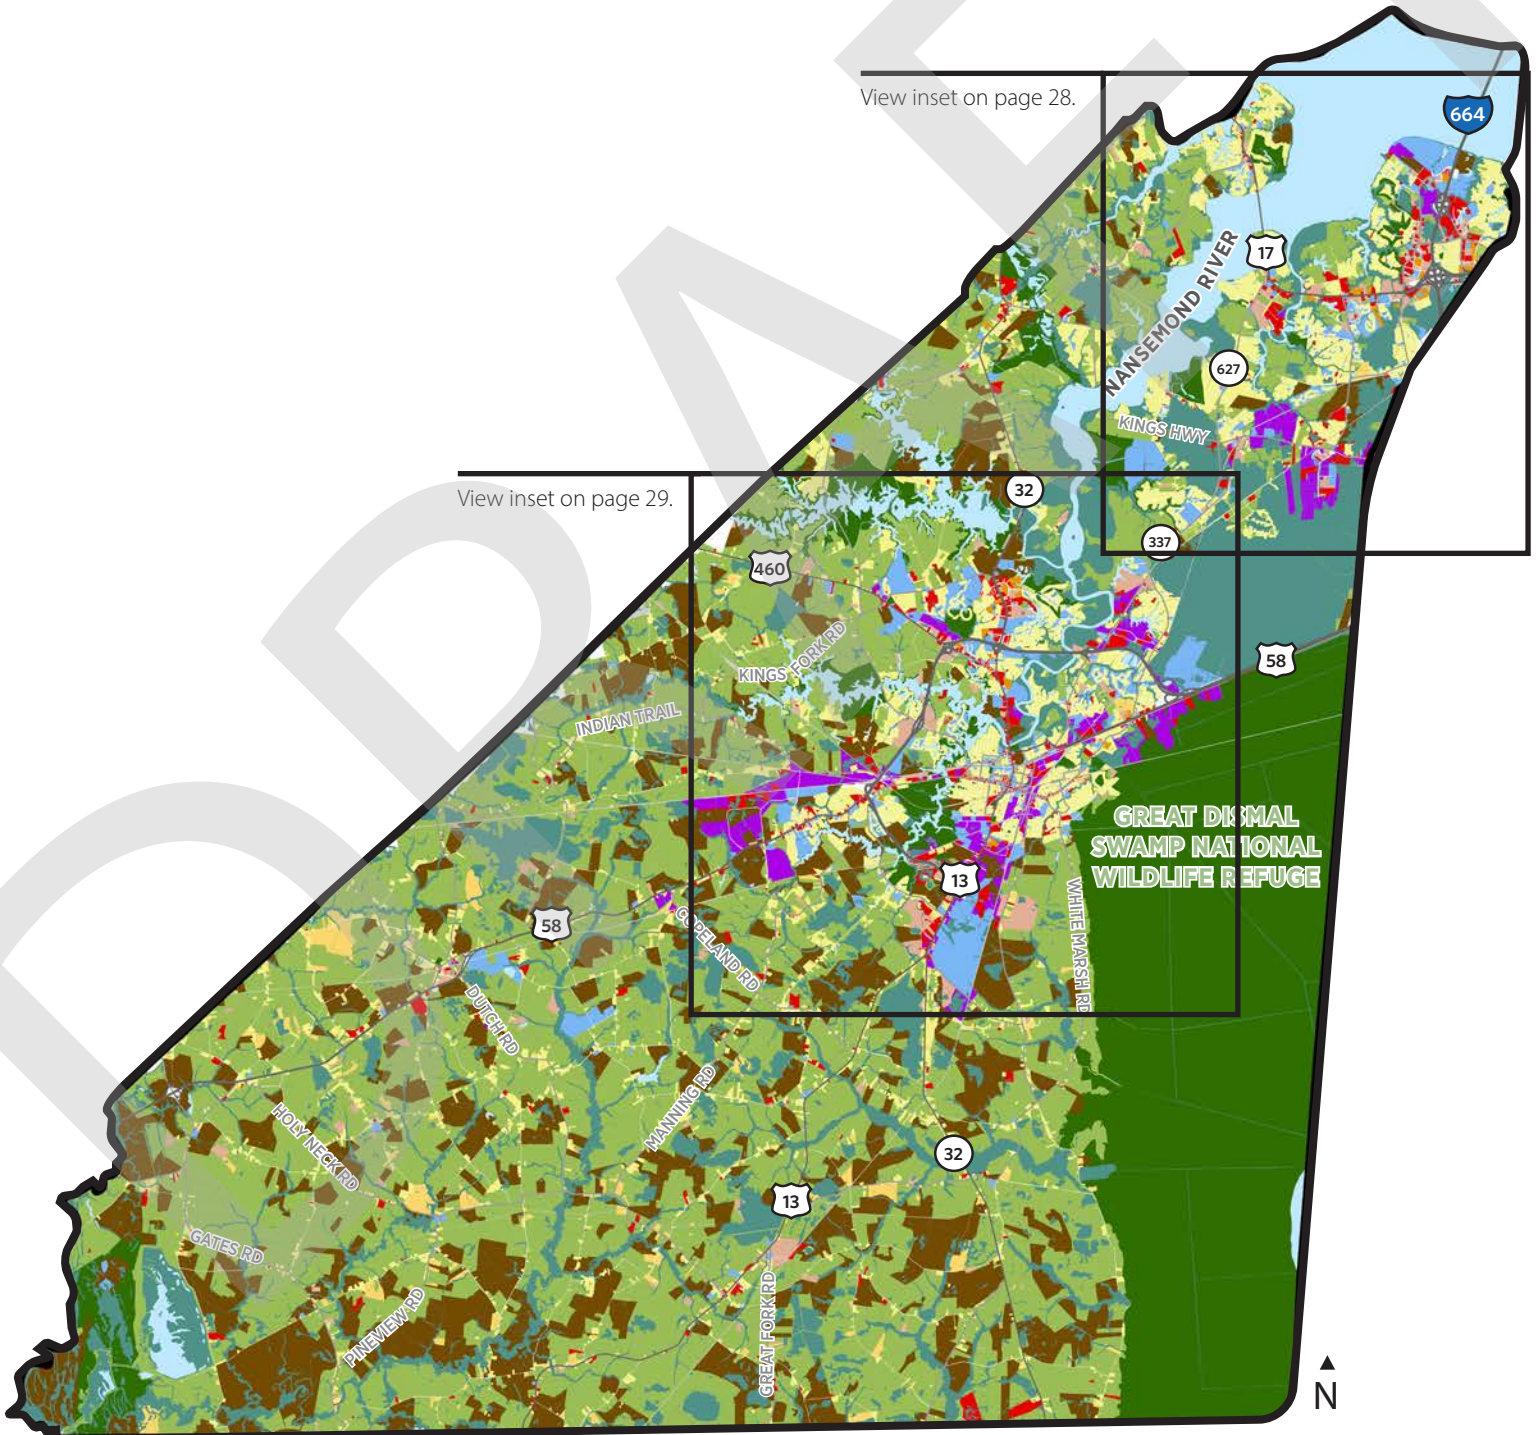 View inset on page 28.
664
17
NANSEMOND RIVER
627
KINGS HWY
View inset on page 29.
32
337
460
KINGS FORK RD
58
INDIAN TRAIL
GREAT DISMAL
SWAMP NATIONAL
WILDLIFE REFUGE
13
WHITE MARSH RD
58
COPELAND RD
DUTCH RD
MANNING RD
HOLY NECK RD
32
13
GATES RD
PINEVIEW RD
GREAT FORK RD
N
DRAFT